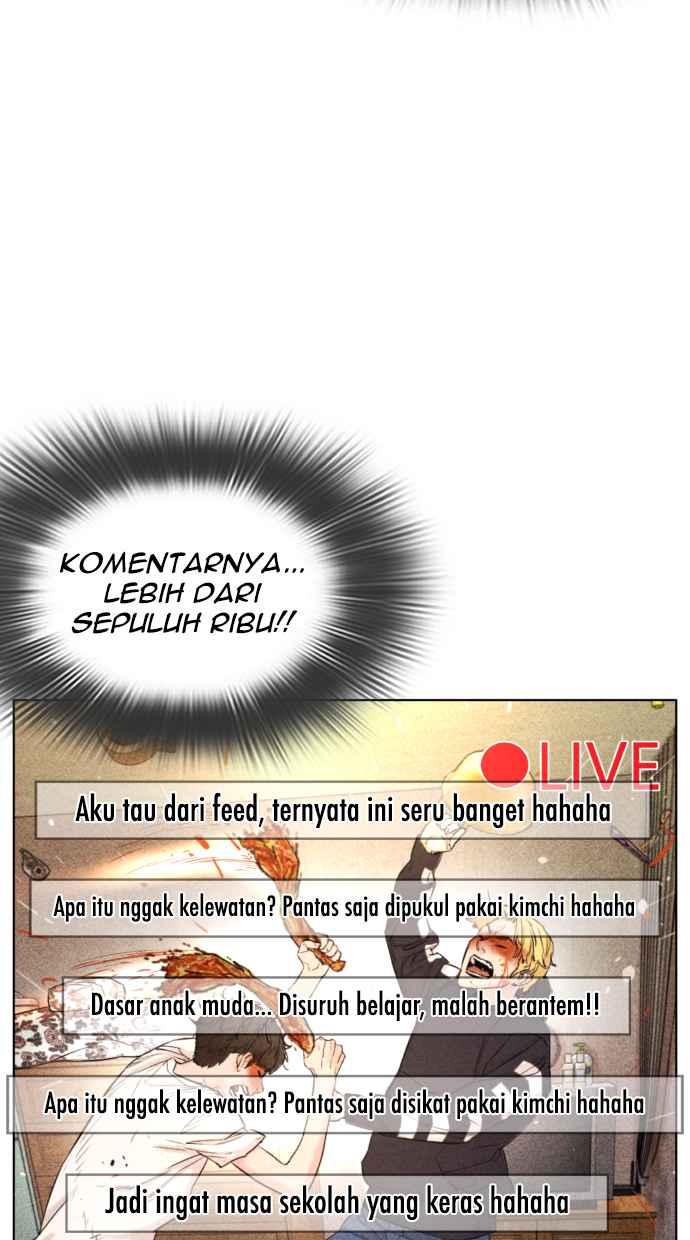 KOMENTARNYA...
LEBIH DARI
SEPULUH RIBU!!
LIVE
Aku tau dari feed, ternyata ini seru banget hahaha
Apa itu nggak kelewatan? Pantas saja dipukul pakai kimchi hahaha
Dasar anak muda... Disuruh belajar, malah berantem!!
Apa itu nggak kelewatan? Pantas saja disikat pakai kimchi hahaha
Jadi ingat masa sekolah yang keras hahaha